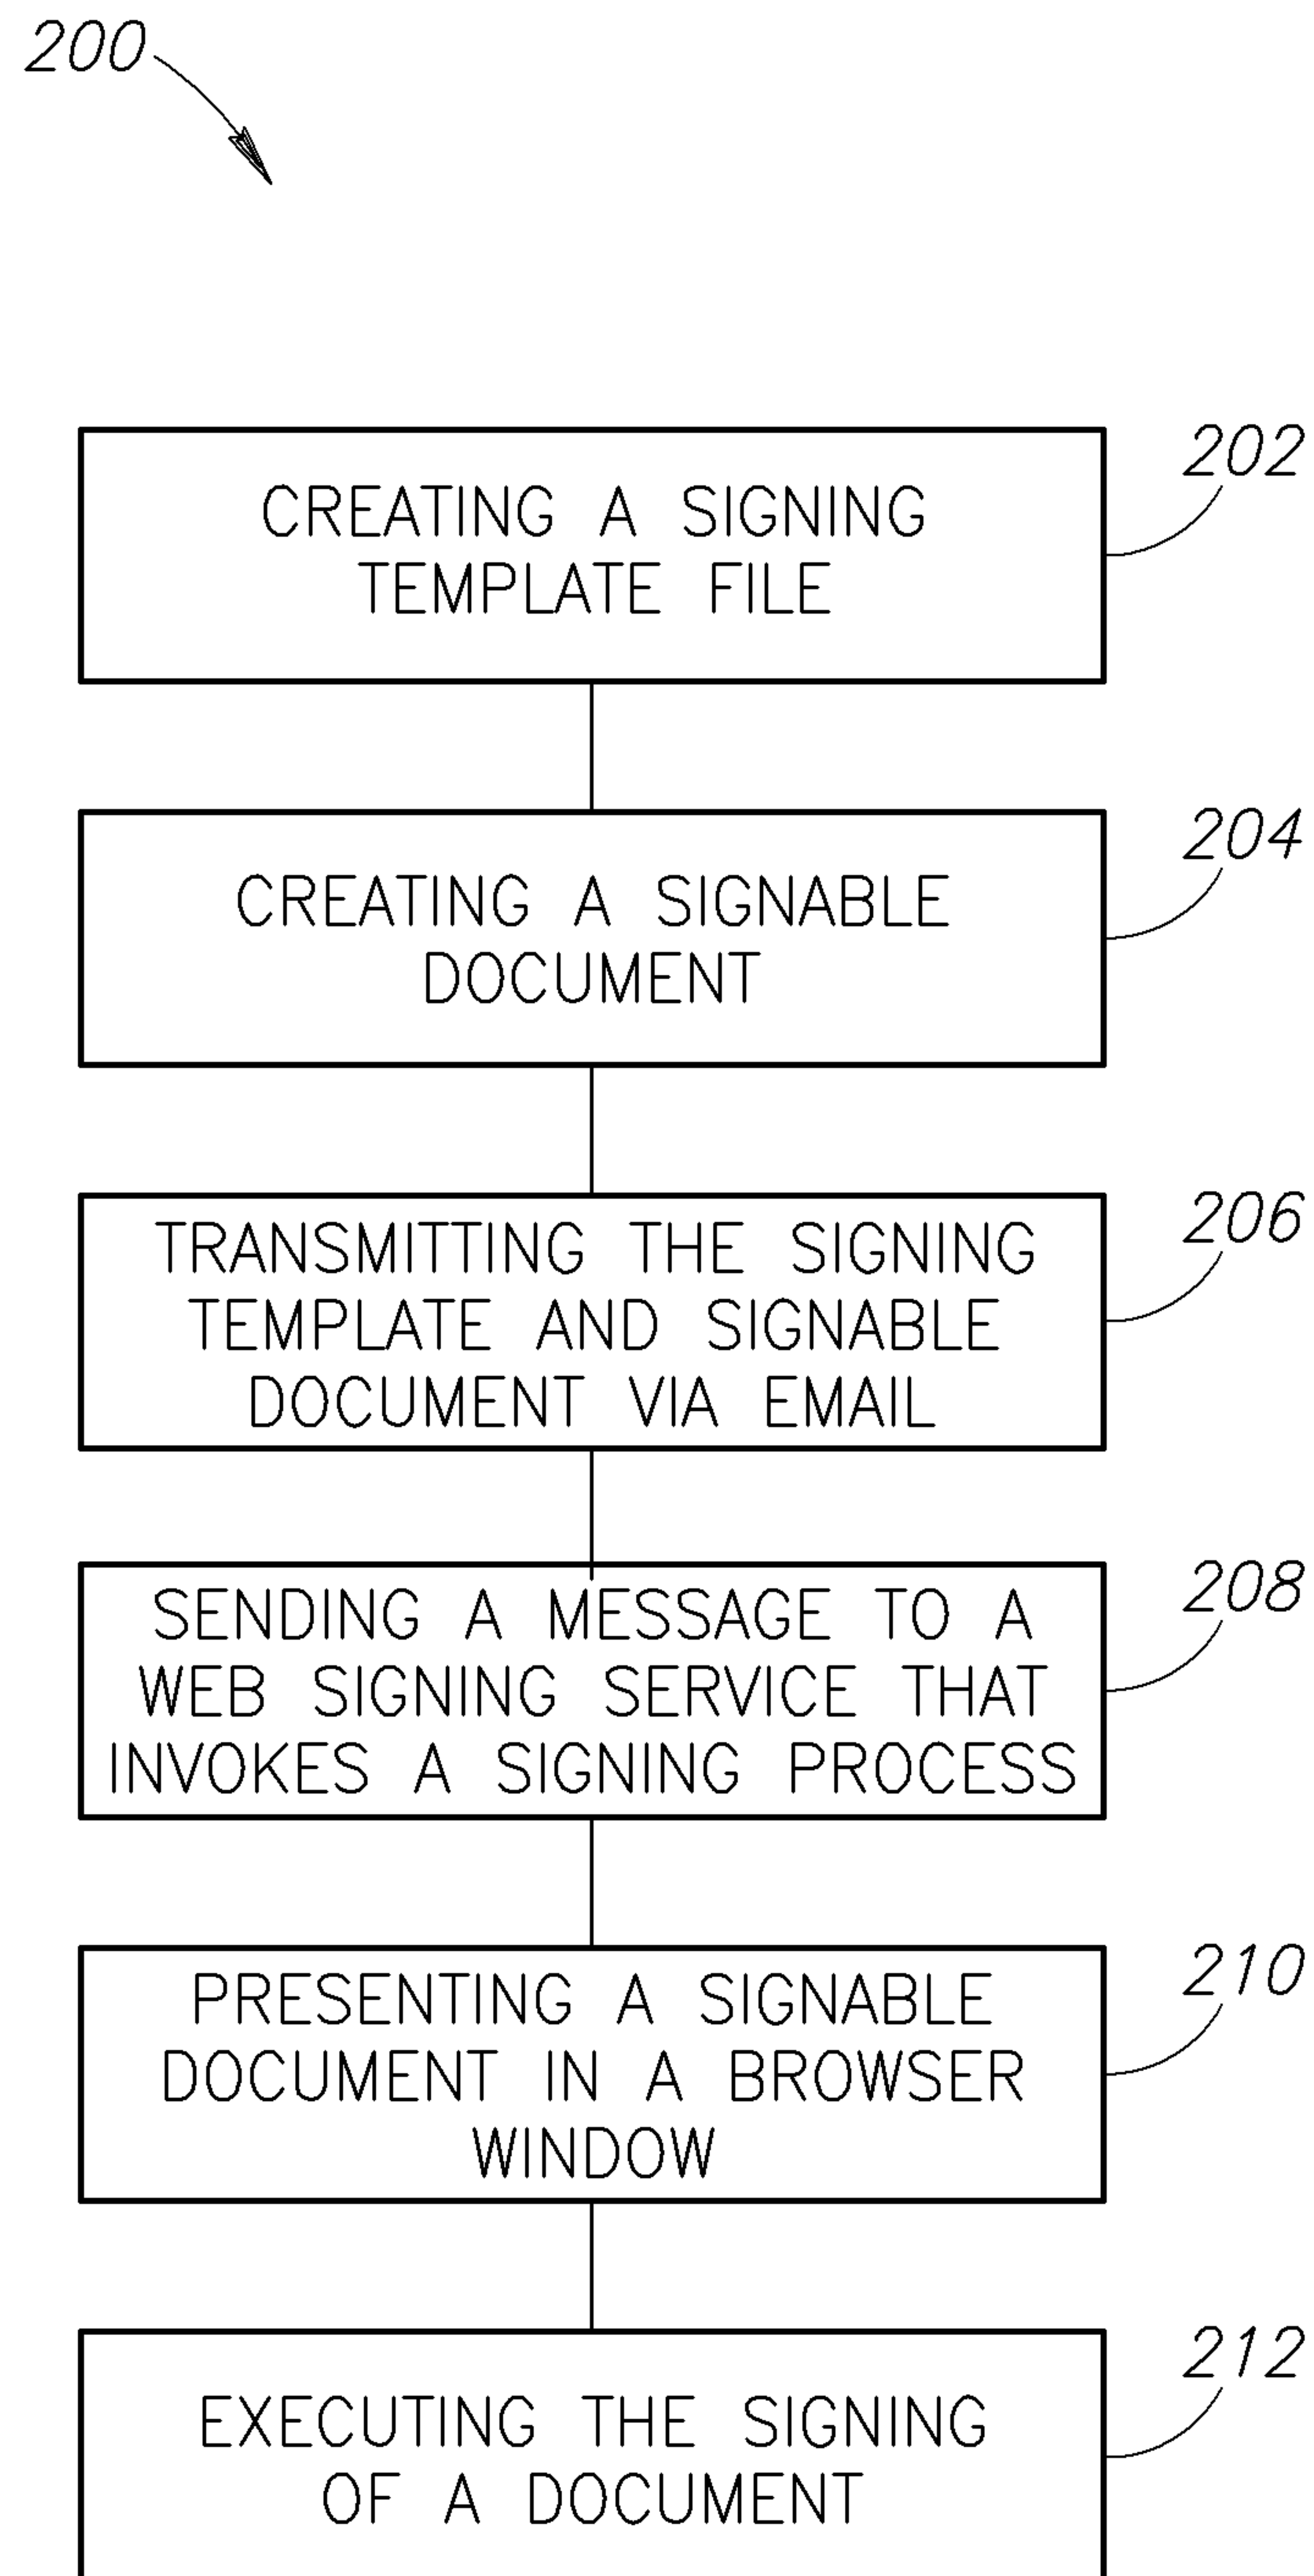 200
202
CREATING A SIGNING
TEMPLATE FILE
204
CREATING A SIGNABLE
DOCUMENT
206
TRANSMITTING THE SIGNING
TEMPLATE AND SIGNABLE
DOCUMENT VIA EMAIL
208
SENDING A MESSAGE TO A
WEB SIGNING SERVICE THAT
INVOKES A SIGNING PROCESS
210
PRESENTING A SIGNABLE
DOCUMENT IN A BROWSER
WINDOW
212
EXECUTING THE SIGNING
OF A DOCUMENT